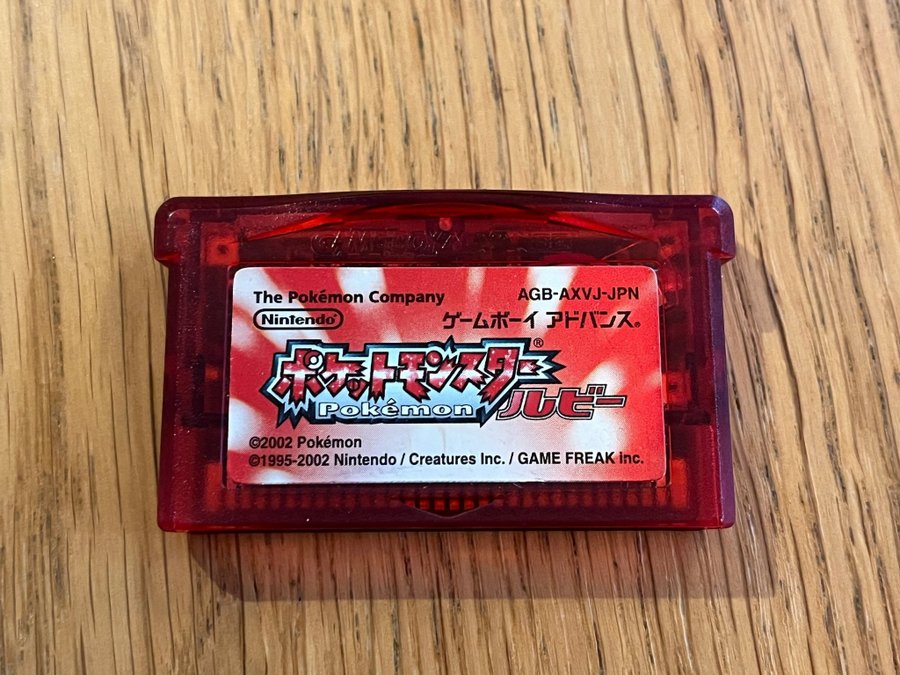 The Pokémon Company
AGB-AXVJ-JPN
Nintendo®
ゲームボーイ アドバンス®
ポケットモンスター®
Pokémon ルビー
©2002 Pokémon
©1995-2002 Nintendo / Creatures Inc. / GAME FREAK inc.